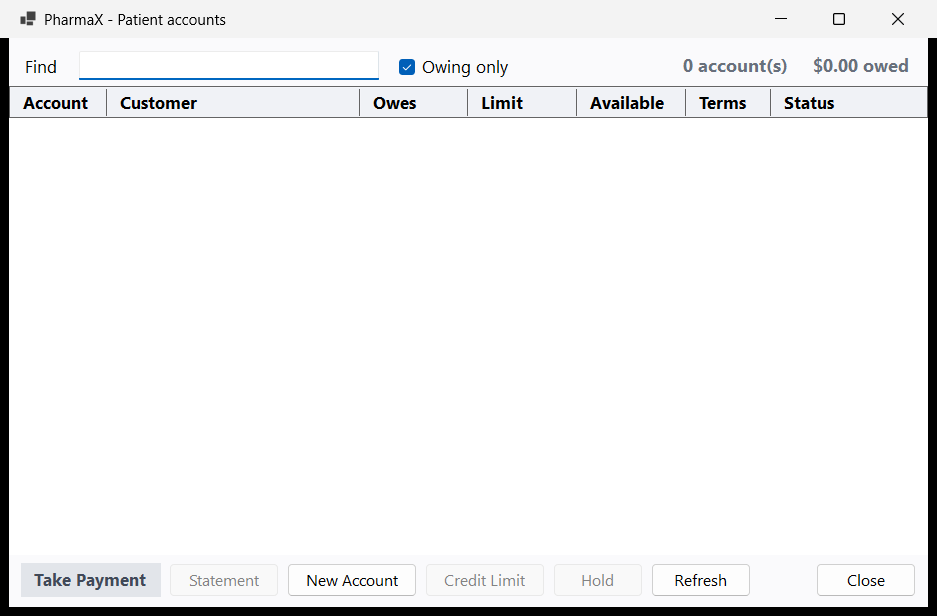 PharmaX - Patient accounts
Find Owing only 0 account(s) $0.00 owed
Account Customer Owes Limit Available Terms Status
Take Payment Statement New Account Credit Limit Hold Refresh Close